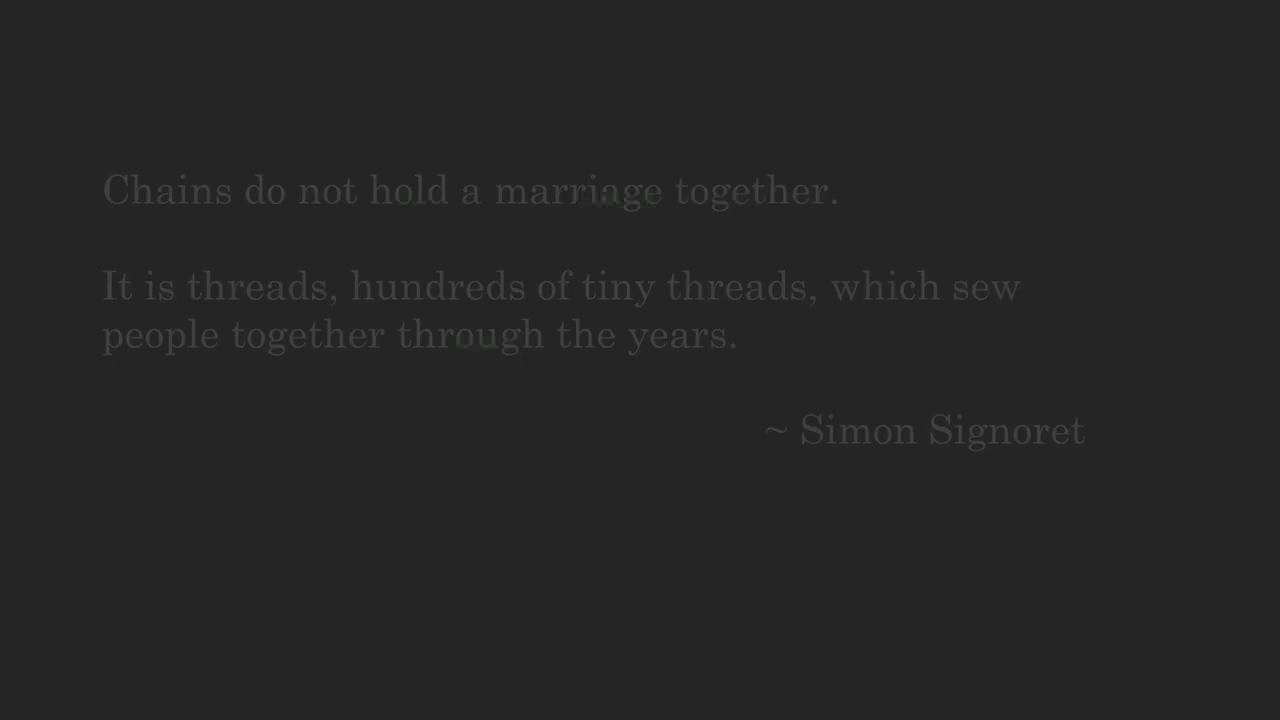 Chains do not hold a marriage together.
It is threads, hundreds of tiny threads, which sew
people together through the years.
~ Simon Signoret